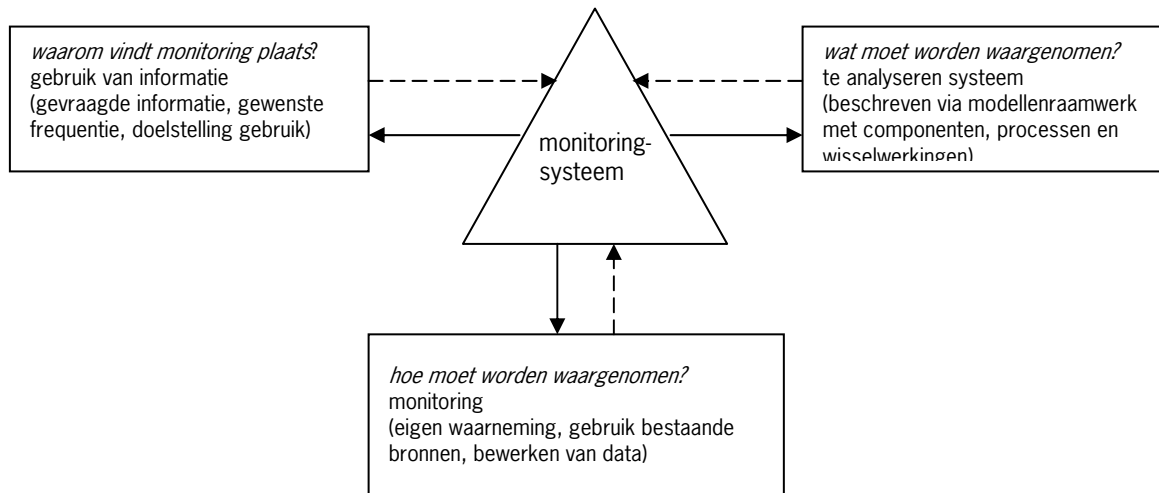 waarom vindt monitoring plaats?
gebruik van informatie
(gevraagde informatie, gewenste
frequentie, doelstelling gebruik)
monitoring-
systeem
wat moet worden waargenomen?
te analyseren systeem
(beschreven via modellenraamwerk
met componenten, processen en
wisselwerkingen)
hoe moet worden waargenomen?
monitoring
(eigen waarneming, gebruik bestaande
bronnen, bewerken van data)